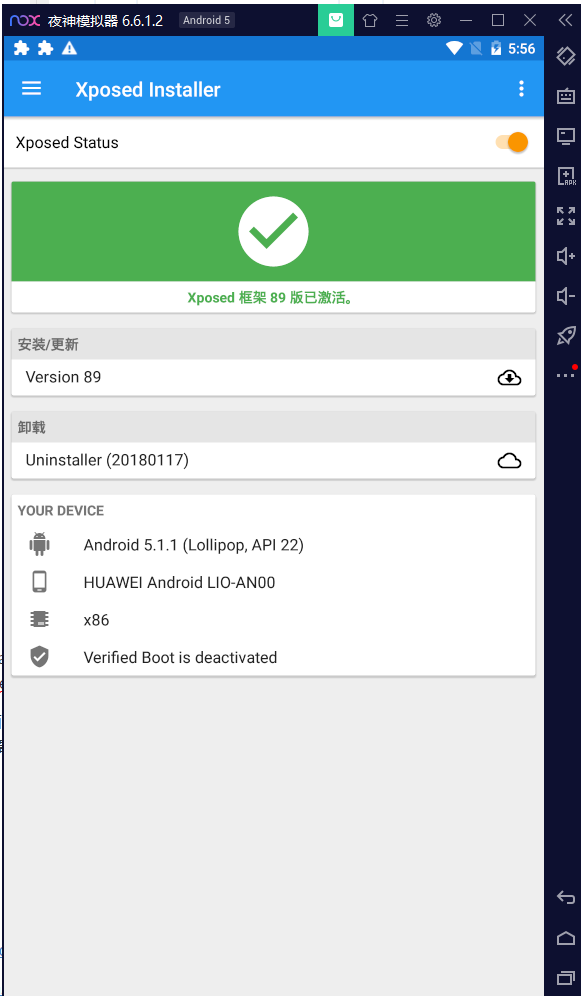 nox 夜神模拟器 6.6.1.2 Android 5
5:56
Xposed Installer
Xposed Status
Xposed 框架 89 版已激活。
安装/更新
Version 89
卸载
Uninstaller (20180117)
YOUR DEVICE
Android 5.1.1 (Lollipop, API 22)
HUAWEI Android LIO-AN00
x86
Verified Boot is deactivated
APK